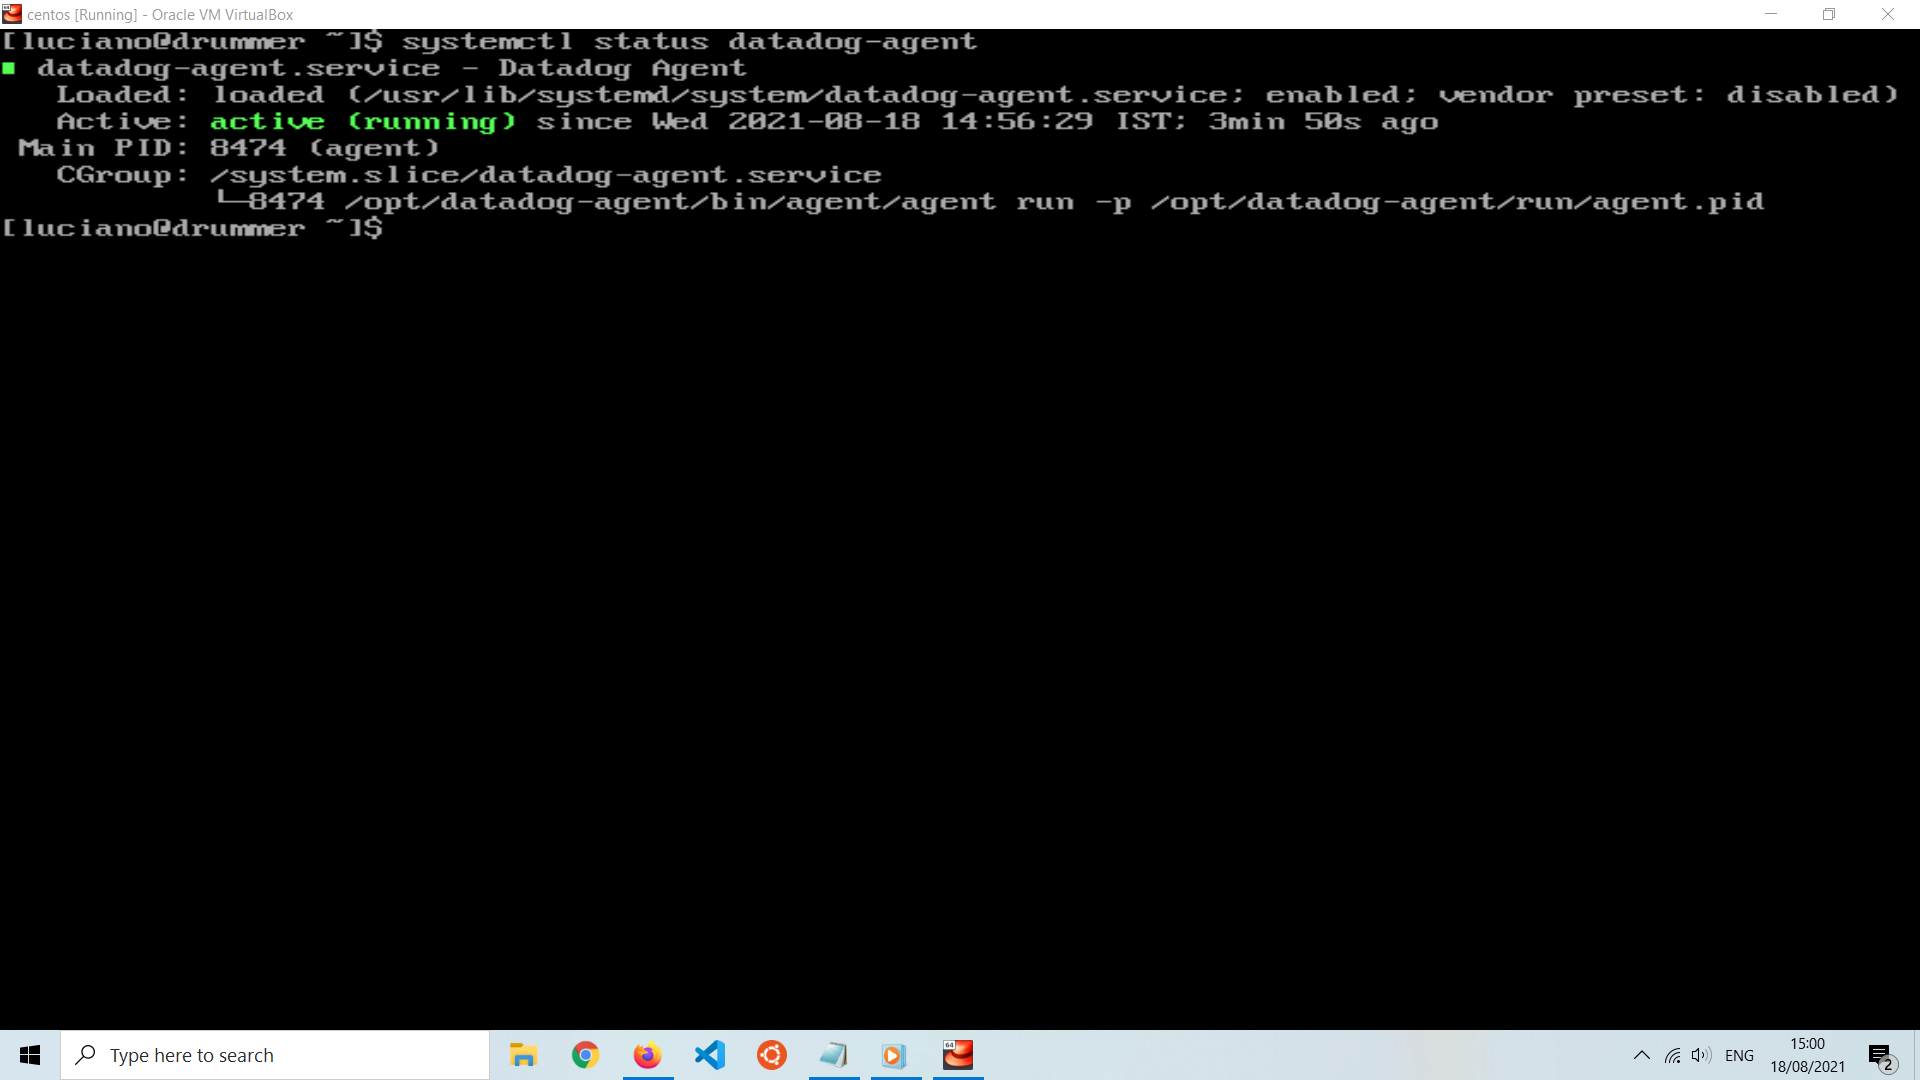 centos [Running] - Oracle VM VirtualBox
[luciano@drummer ~]$ systemctl status datadog-agent
■ datadog-agent.service - Datadog Agent
   Loaded: loaded (/usr/lib/systemd/system/datadog-agent.service; enabled; vendor preset: disabled)
   Active: active (running) since Wed 2021-08-18 14:56:29 IST; 3min 50s ago
 Main PID: 8474 (agent)
   CGroup: /system.slice/datadog-agent.service
           └─8474 /opt/datadog-agent/bin/agent/agent run -p /opt/datadog-agent/run/agent.pid
[luciano@drummer ~]$
Type here to search
64
ENG
15:00
18/08/2021
2